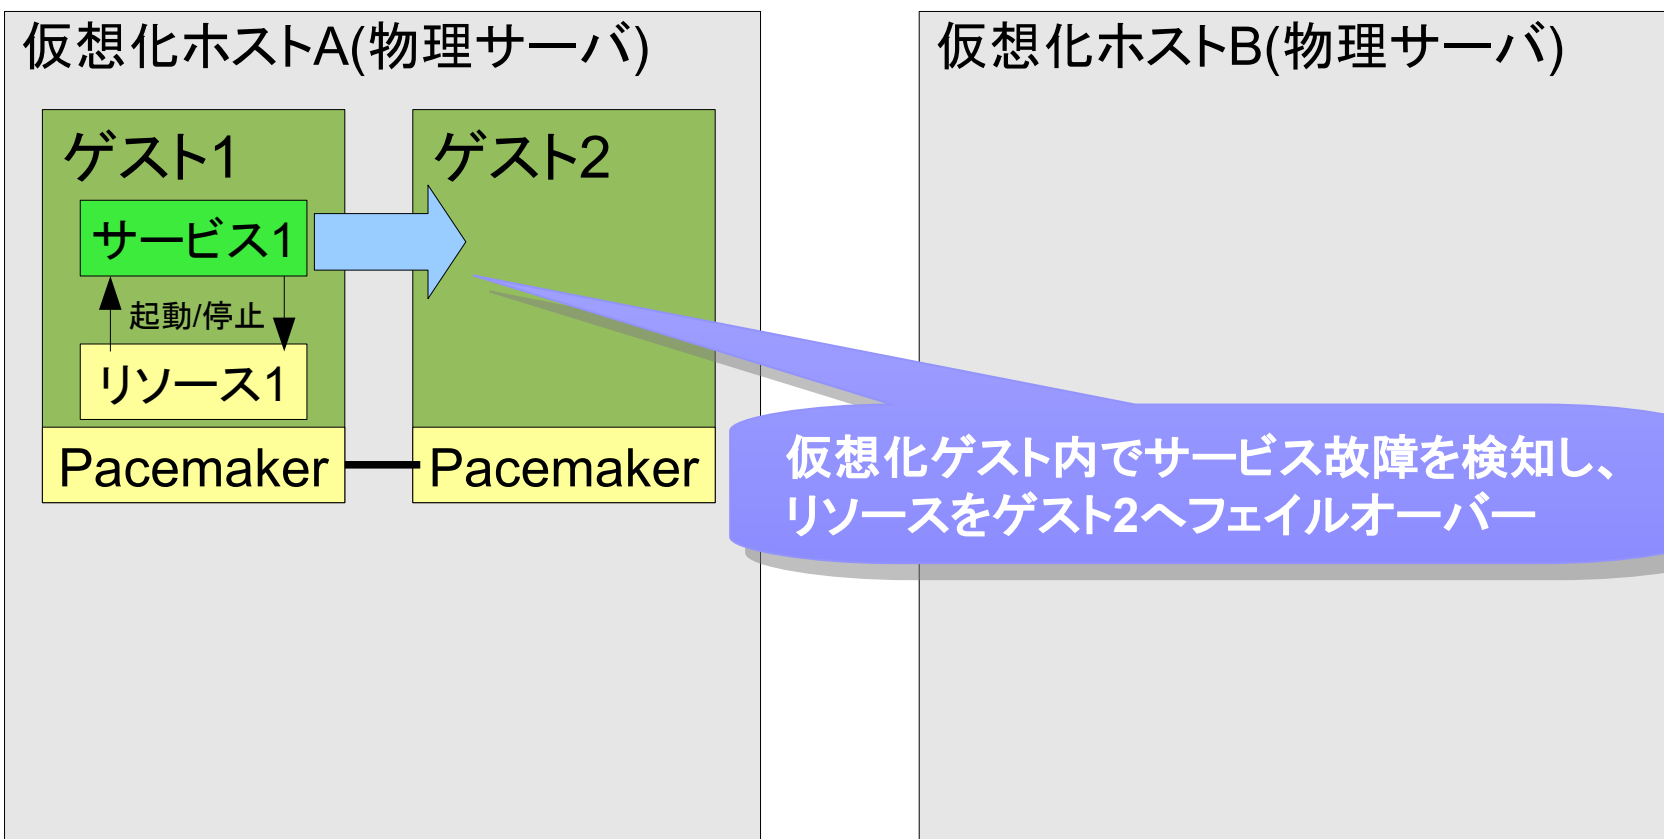 仮想化ホストA(物理サーバ)
仮想化ホストB(物理サーバ)
ゲスト1
ゲスト2
サービス1
起動/停止
リソース1
Pacemaker
Pacemaker
仮想化ゲスト内でサービス故障を検知し、
リソースをゲスト2へフェイルオーバー